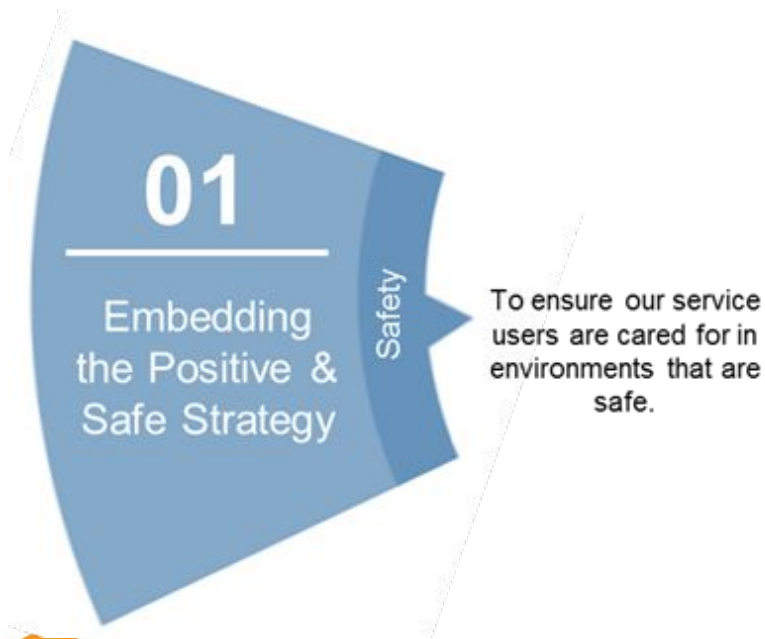 01
Embedding
the Positive &
Safe Strategy
Safety
To ensure our service
users are cared for in
environments that are
safe.